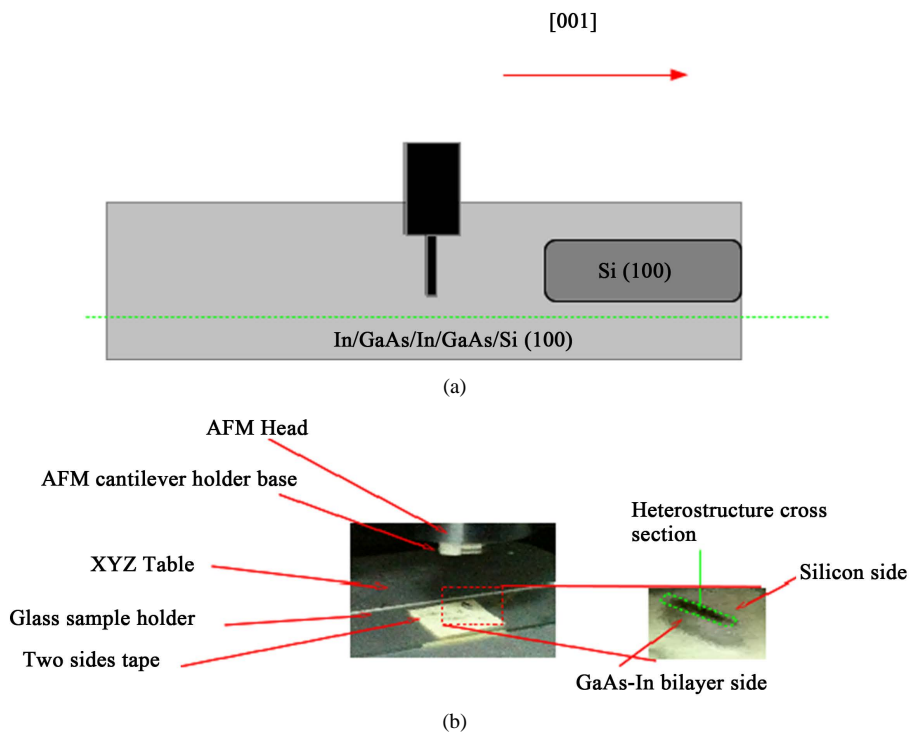 [001]
Si (100)
In/GaAs/In/GaAs/Si (100)
(a)
AFM Head
AFM cantilever holder base
XYZ Table
Glass sample holder
Two sides tape
Heterostructure cross
section
Silicon side
GaAs-In bilayer side
(b)